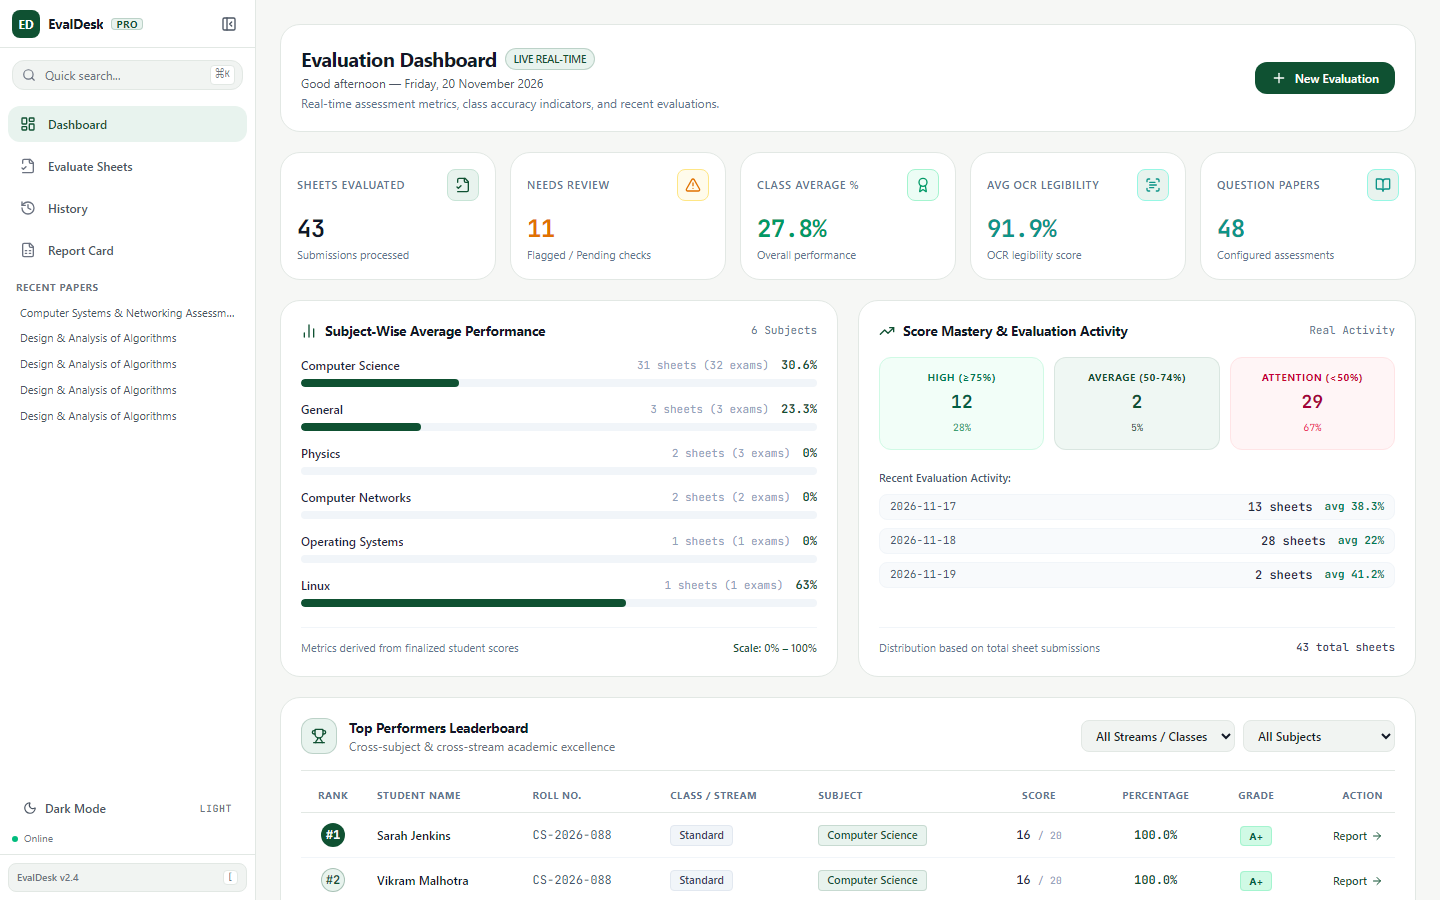 ED EvalDesk PRO
Quick search... ⌘K
Dashboard
Evaluate Sheets
History
Report Card
RECENT PAPERS
Computer Systems & Networking Assessm...
Design & Analysis of Algorithms
Design & Analysis of Algorithms
Design & Analysis of Algorithms
Design & Analysis of Algorithms
Dark Mode LIGHT
Online
EvalDesk v2.4 [
Evaluation Dashboard LIVE REAL-TIME
Good afternoon — Friday, 20 November 2026
Real-time assessment metrics, class accuracy indicators, and recent evaluations.
+ New Evaluation
SHEETS EVALUATED
43
Submissions processed
NEEDS REVIEW
11
Flagged / Pending checks
CLASS AVERAGE %
27.8%
Overall performance
AVG OCR LEGIBILITY
91.9%
OCR legibility score
QUESTION PAPERS
48
Configured assessments
Subject-Wise Average Performance 6 Subjects
Computer Science 31 sheets (32 exams) 30.6%
General 3 sheets (3 exams) 23.3%
Physics 2 sheets (3 exams) 0%
Computer Networks 2 sheets (2 exams) 0%
Operating Systems 1 sheets (1 exams) 0%
Linux 1 sheets (1 exams) 63%
Metrics derived from finalized student scores Scale: 0% – 100%
Score Mastery & Evaluation Activity Real Activity
HIGH (≥75%)
12
28%
AVERAGE (50-74%)
2
5%
ATTENTION (<50%)
29
67%
Recent Evaluation Activity:
2026-11-17 13 sheets avg 38.3%
2026-11-18 28 sheets avg 22%
2026-11-19 2 sheets avg 41.2%
Distribution based on total sheet submissions 43 total sheets
Top Performers Leaderboard
Cross-subject & cross-stream academic excellence
All Streams / Classes All Subjects
RANK STUDENT NAME ROLL NO. CLASS / STREAM SUBJECT SCORE PERCENTAGE GRADE ACTION
#1 Sarah Jenkins CS-2026-088 Standard Computer Science 16 / 20 100.0% A+ Report →
#2 Vikram Malhotra CS-2026-088 Standard Computer Science 16 / 20 100.0% A+ Report →